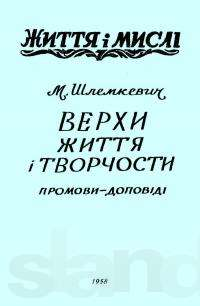 ЖИТТЯ і МИСЛІ
М. Шлемкевич
ВЕРХИ
ЖИТТЯ
і ТВОРЧОСТИ
ПРОМОВИ-ДОПОВІДІ
1958